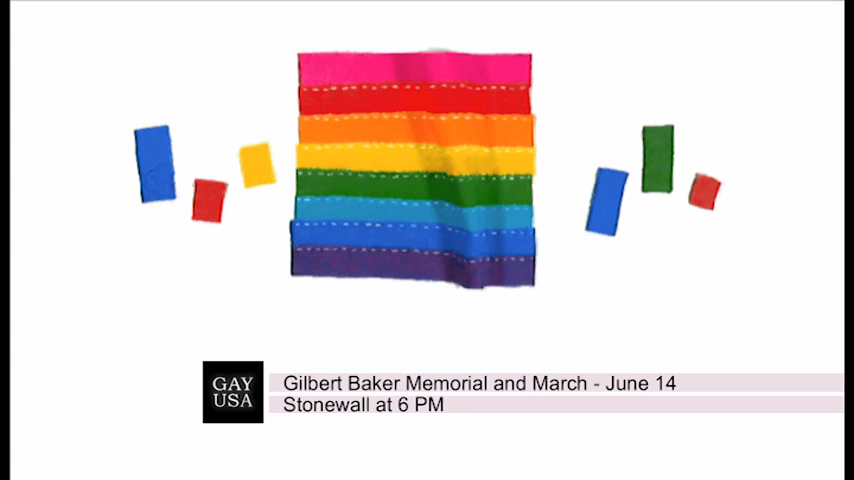 GAY
USA
Gilbert Baker Memorial and March - June 14
Stonewall at 6 PM